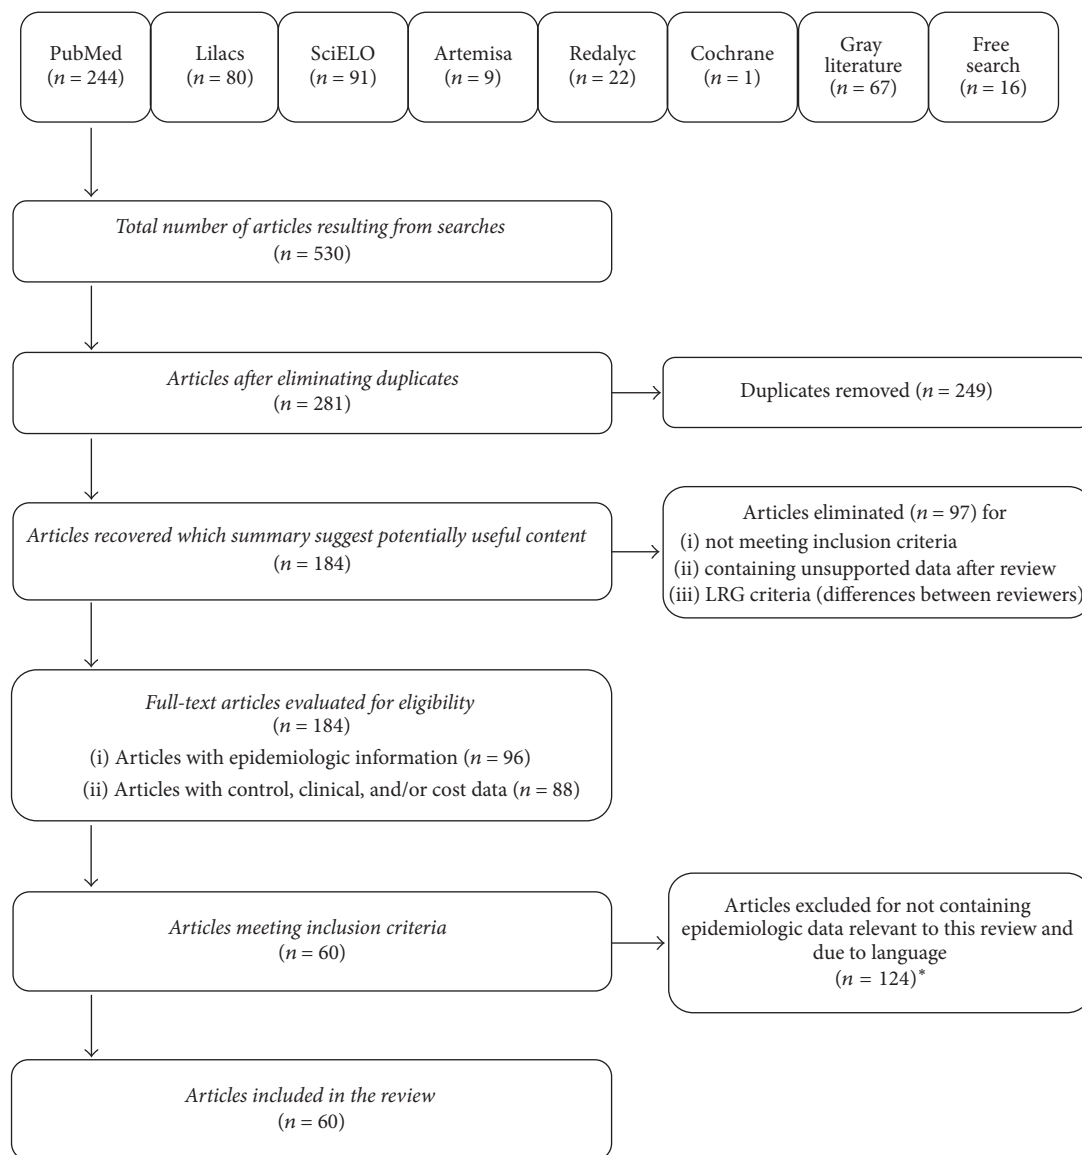 PubMed
(n = 244)
Lilacs
(n = 80)
SciELO
(n = 91)
Artemisa
(n = 9)
Redalyc
(n = 22)
Cochrane
(n = 1)
Gray
literature
(n = 67)
Free
search
(n = 16)
Total number of articles resulting from searches
(n = 530)
Articles after eliminating duplicates
(n = 281)
Duplicates removed (n = 249)
Articles recovered which summary suggest potentially useful content
(n = 184)
Articles eliminated (n = 97) for
(i) not meeting inclusion criteria
(ii) containing unsupported data after review
(iii) LRG criteria (differences between reviewers)
Full-text articles evaluated for eligibility
(n = 184)
(i) Articles with epidemiologic information (n = 96)
(ii) Articles with control, clinical, and/or cost data (n = 88)
Articles meeting inclusion criteria
(n = 60)
Articles excluded for not containing
epidemiologic data relevant to this review and
due to language
(n = 124)*
Articles included in the review
(n = 60)